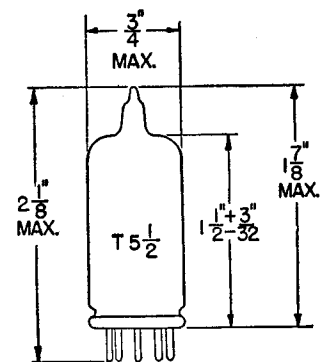 3/4"
MAX.
2 1/8"
MAX.
T 5 1/2
1 1/2" + 3/32" -
1 7/8"
MAX.